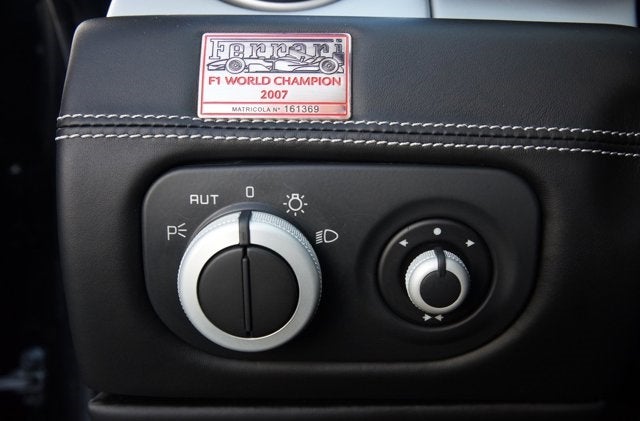 Ferrari
F1 WORLD CHAMPION
2007
MATRICOLA N° 161369
AUT 0
P